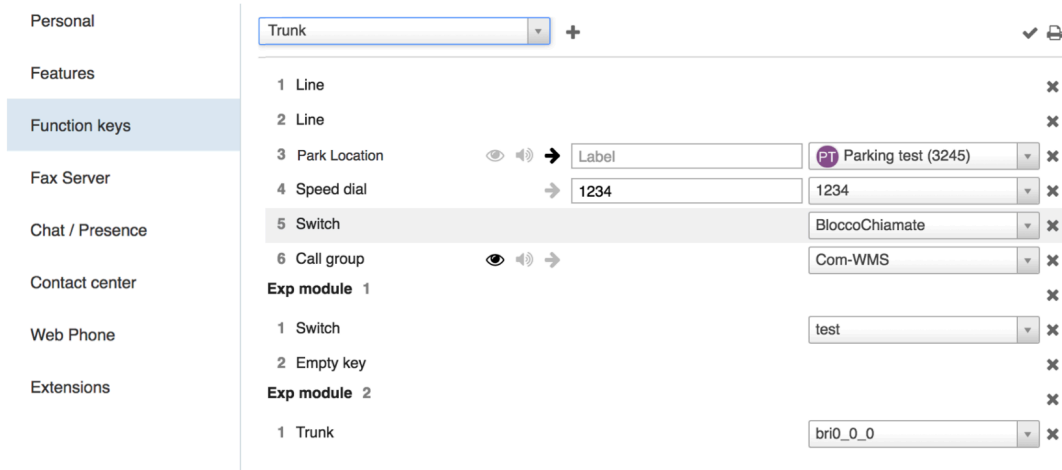 Personal
Features
Function keys
Fax Server
Chat / Presence
Contact center
Web Phone
Extensions
Trunk
1 Line
2 Line
3 Park Location Label PT Parking test (3245)
4 Speed dial 1234 1234
5 Switch BloccoChiamate
6 Call group Com-WMS
Exp module 1
1 Switch test
2 Empty key
Exp module 2
1 Trunk bri0_0_0